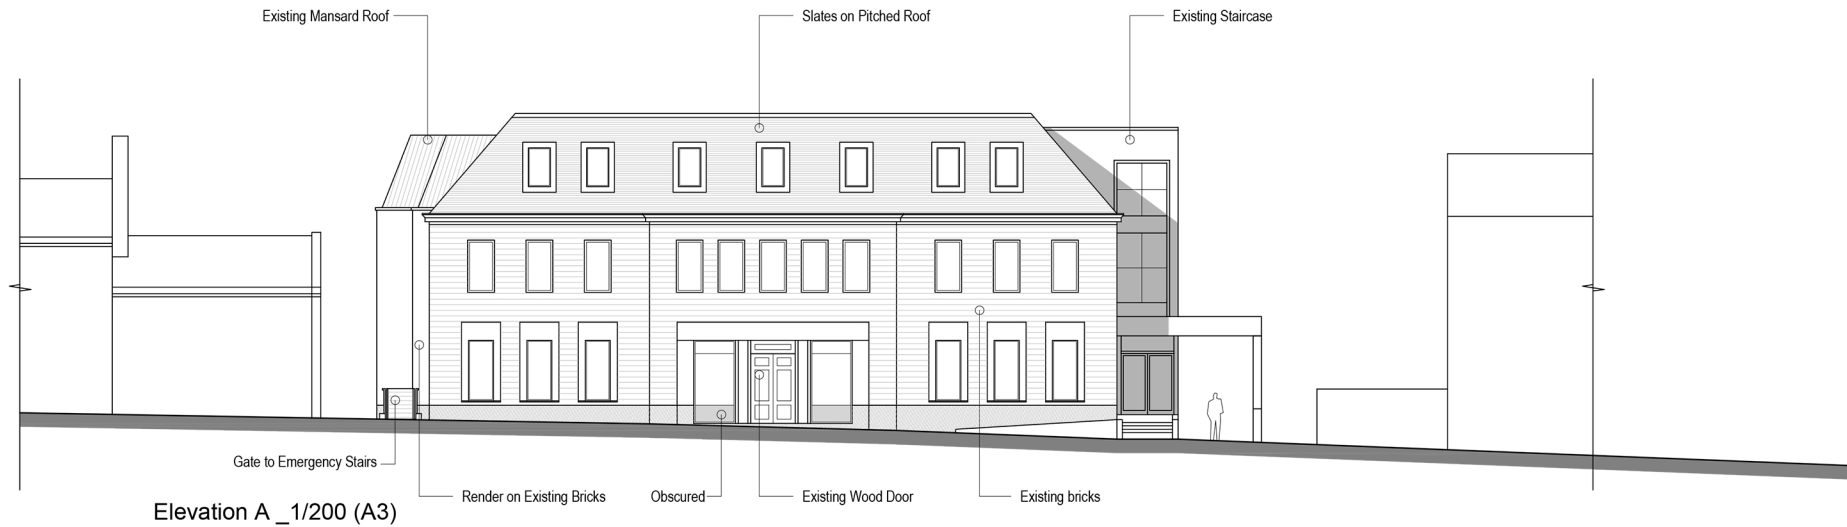 Existing Mansard Roof
Slates on Pitched Roof
Existing Staircase
Gate to Emergency Stairs
Render on Existing Bricks
Obscured
Existing Wood Door
Existing bricks
Elevation A _1/200 (A3)